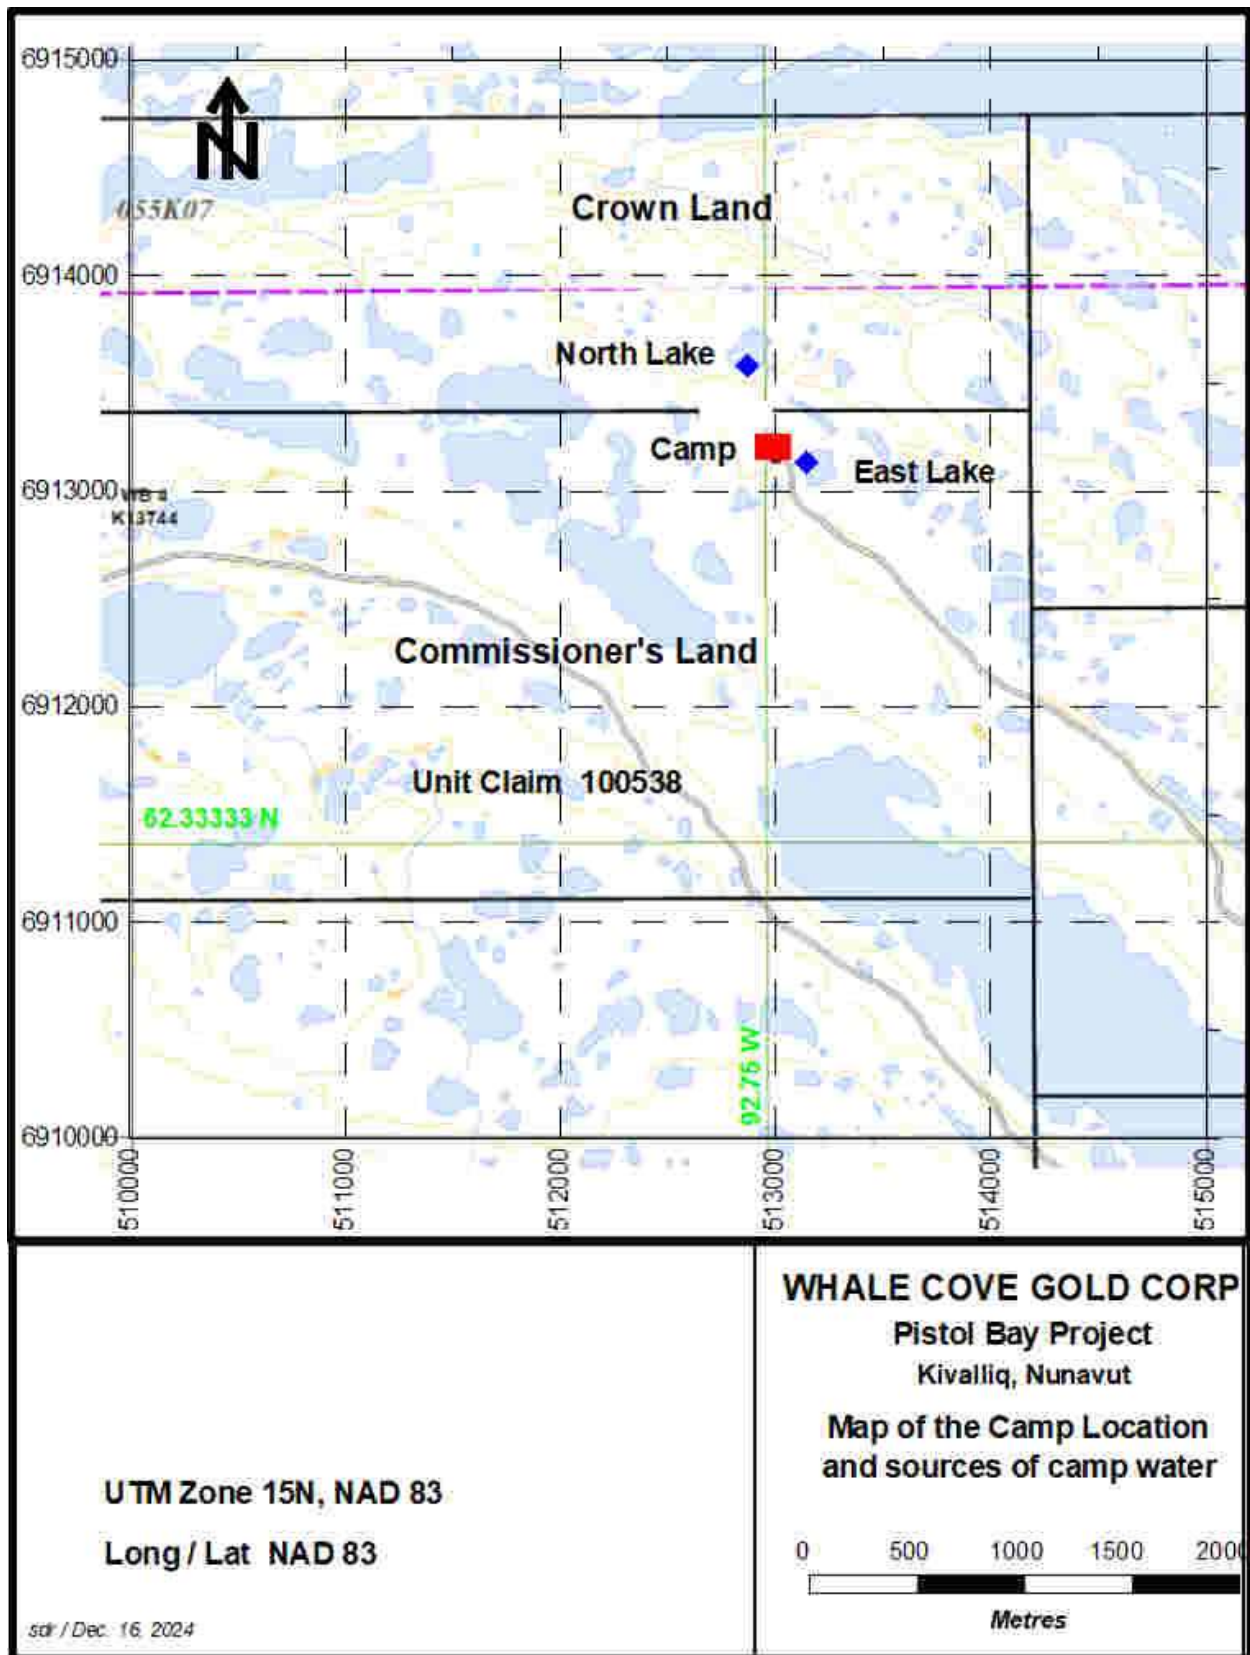 6915000
055K07
Crown Land
6914000
North Lake
Camp
East Lake
6913000
K13744
Commissioner's Land
6912000
Unit Claim 100538
62.33333 N
6911000
92.75 W
6910000
510000
511000
512000
513000
514000
515000
WHALE COVE GOLD CORP
Pistol Bay Project
Kivalliq, Nunavut
Map of the Camp Location
and sources of camp water
UTM Zone 15N, NAD 83
Long / Lat NAD 83
0 500 1000 1500 200
Metres
sdr / Dec. 16, 2024